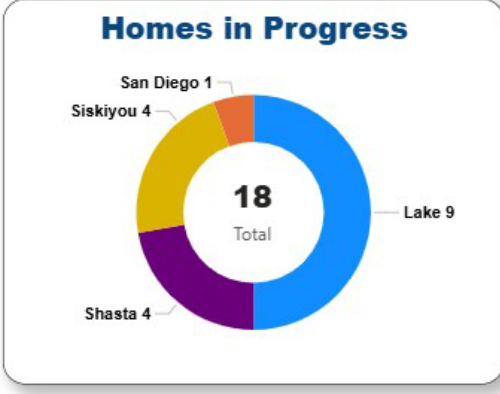 Homes in Progress
San Diego 1
Siskiyou 4
18
Total
Lake 9
Shasta 4